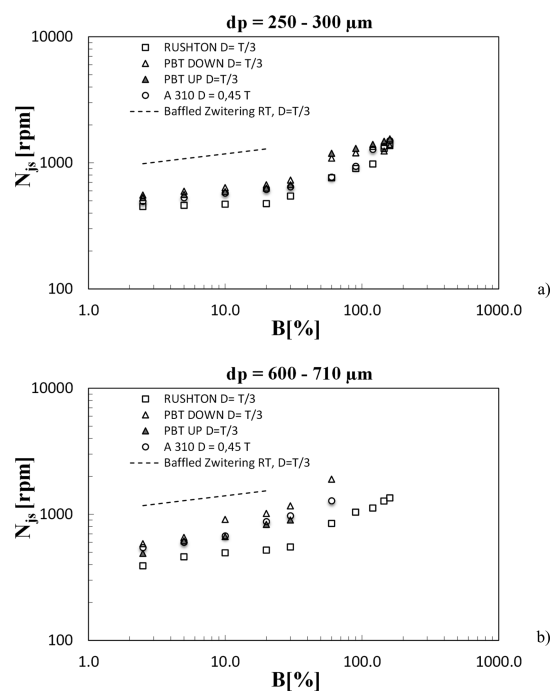 dp = 250 - 300 µm
10000
RUSHTON D= T/3
PBT DOWN D= T/3
PBT UP D=T/3
A 310 D = 0,45 T
Baffled Zwitering RT, D=T/3
Njs [rpm]
1000
100
1.0 10.0 100.0 1000.0
B[%]
a)
dp = 600 - 710 µm
10000
RUSHTON D= T/3
PBT DOWN D= T/3
PBT UP D=T/3
A 310 D = 0,45 T
Baffled Zwitering RT, D=T/3
Njs [rpm]
1000
100
1.0 10.0 100.0 1000.0
B[%]
b)